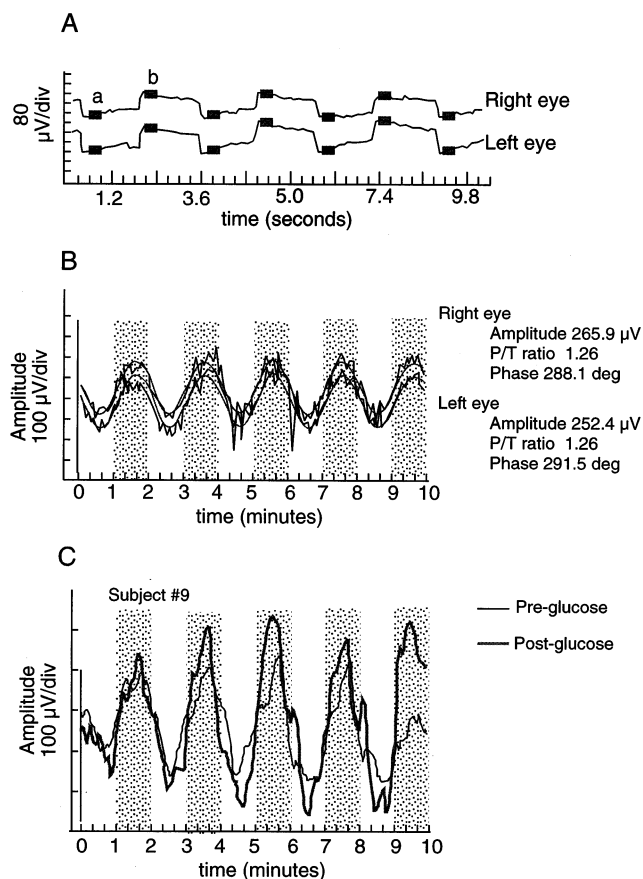 A
a
b
Right eye
Left eye
80
µV/div
1.2 3.6 5.0 7.4 9.8
time (seconds)
B
Right eye
Amplitude 265.9 µV
P/T ratio 1.26
Phase 288.1 deg
Left eye
Amplitude 252.4 µV
P/T ratio 1.26
Phase 291.5 deg
Amplitude
100 µV/div
0 1 2 3 4 5 6 7 8 9 10
time (minutes)
C
Subject #9
Pre-glucose
Post-glucose
Amplitude
100 µV/div
0 1 2 3 4 5 6 7 8 9 10
time (minutes)